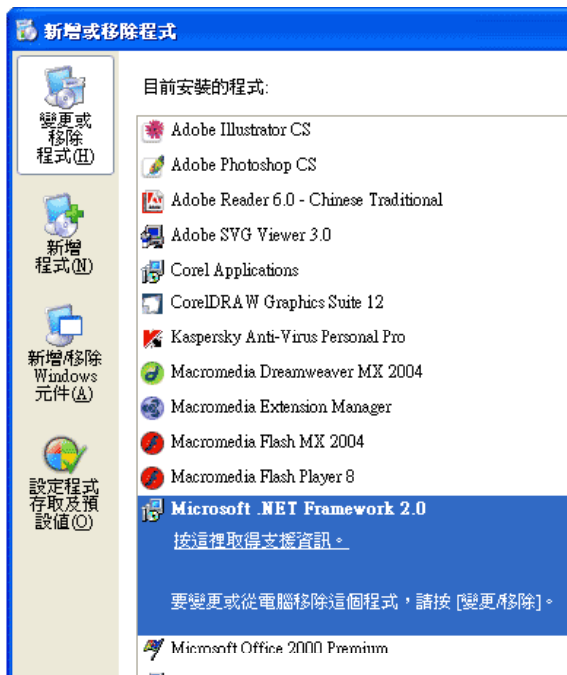 新增或移除程式
變更或
移除
程式(H)
新增
程式(N)
新增/移除
Windows
元件(A)
設定程式
存取及預
設值(O)
目前安裝的程式:
Adobe Illustrator CS
Adobe Photoshop CS
Adobe Reader 6.0 - Chinese Traditional
Adobe SVG Viewer 3.0
Corel Applications
CorelDRAW Graphics Suite 12
Kaspersky Anti-Virus Personal Pro
Macromedia Dreamweaver MX 2004
Macromedia Extension Manager
Macromedia Flash MX 2004
Macromedia Flash Player 8
Microsoft .NET Framework 2.0
按這裡取得支援資訊。
要變更或從電腦移除這個程式，請按 [變更/移除]。
Microsoft Office 2000 Premium